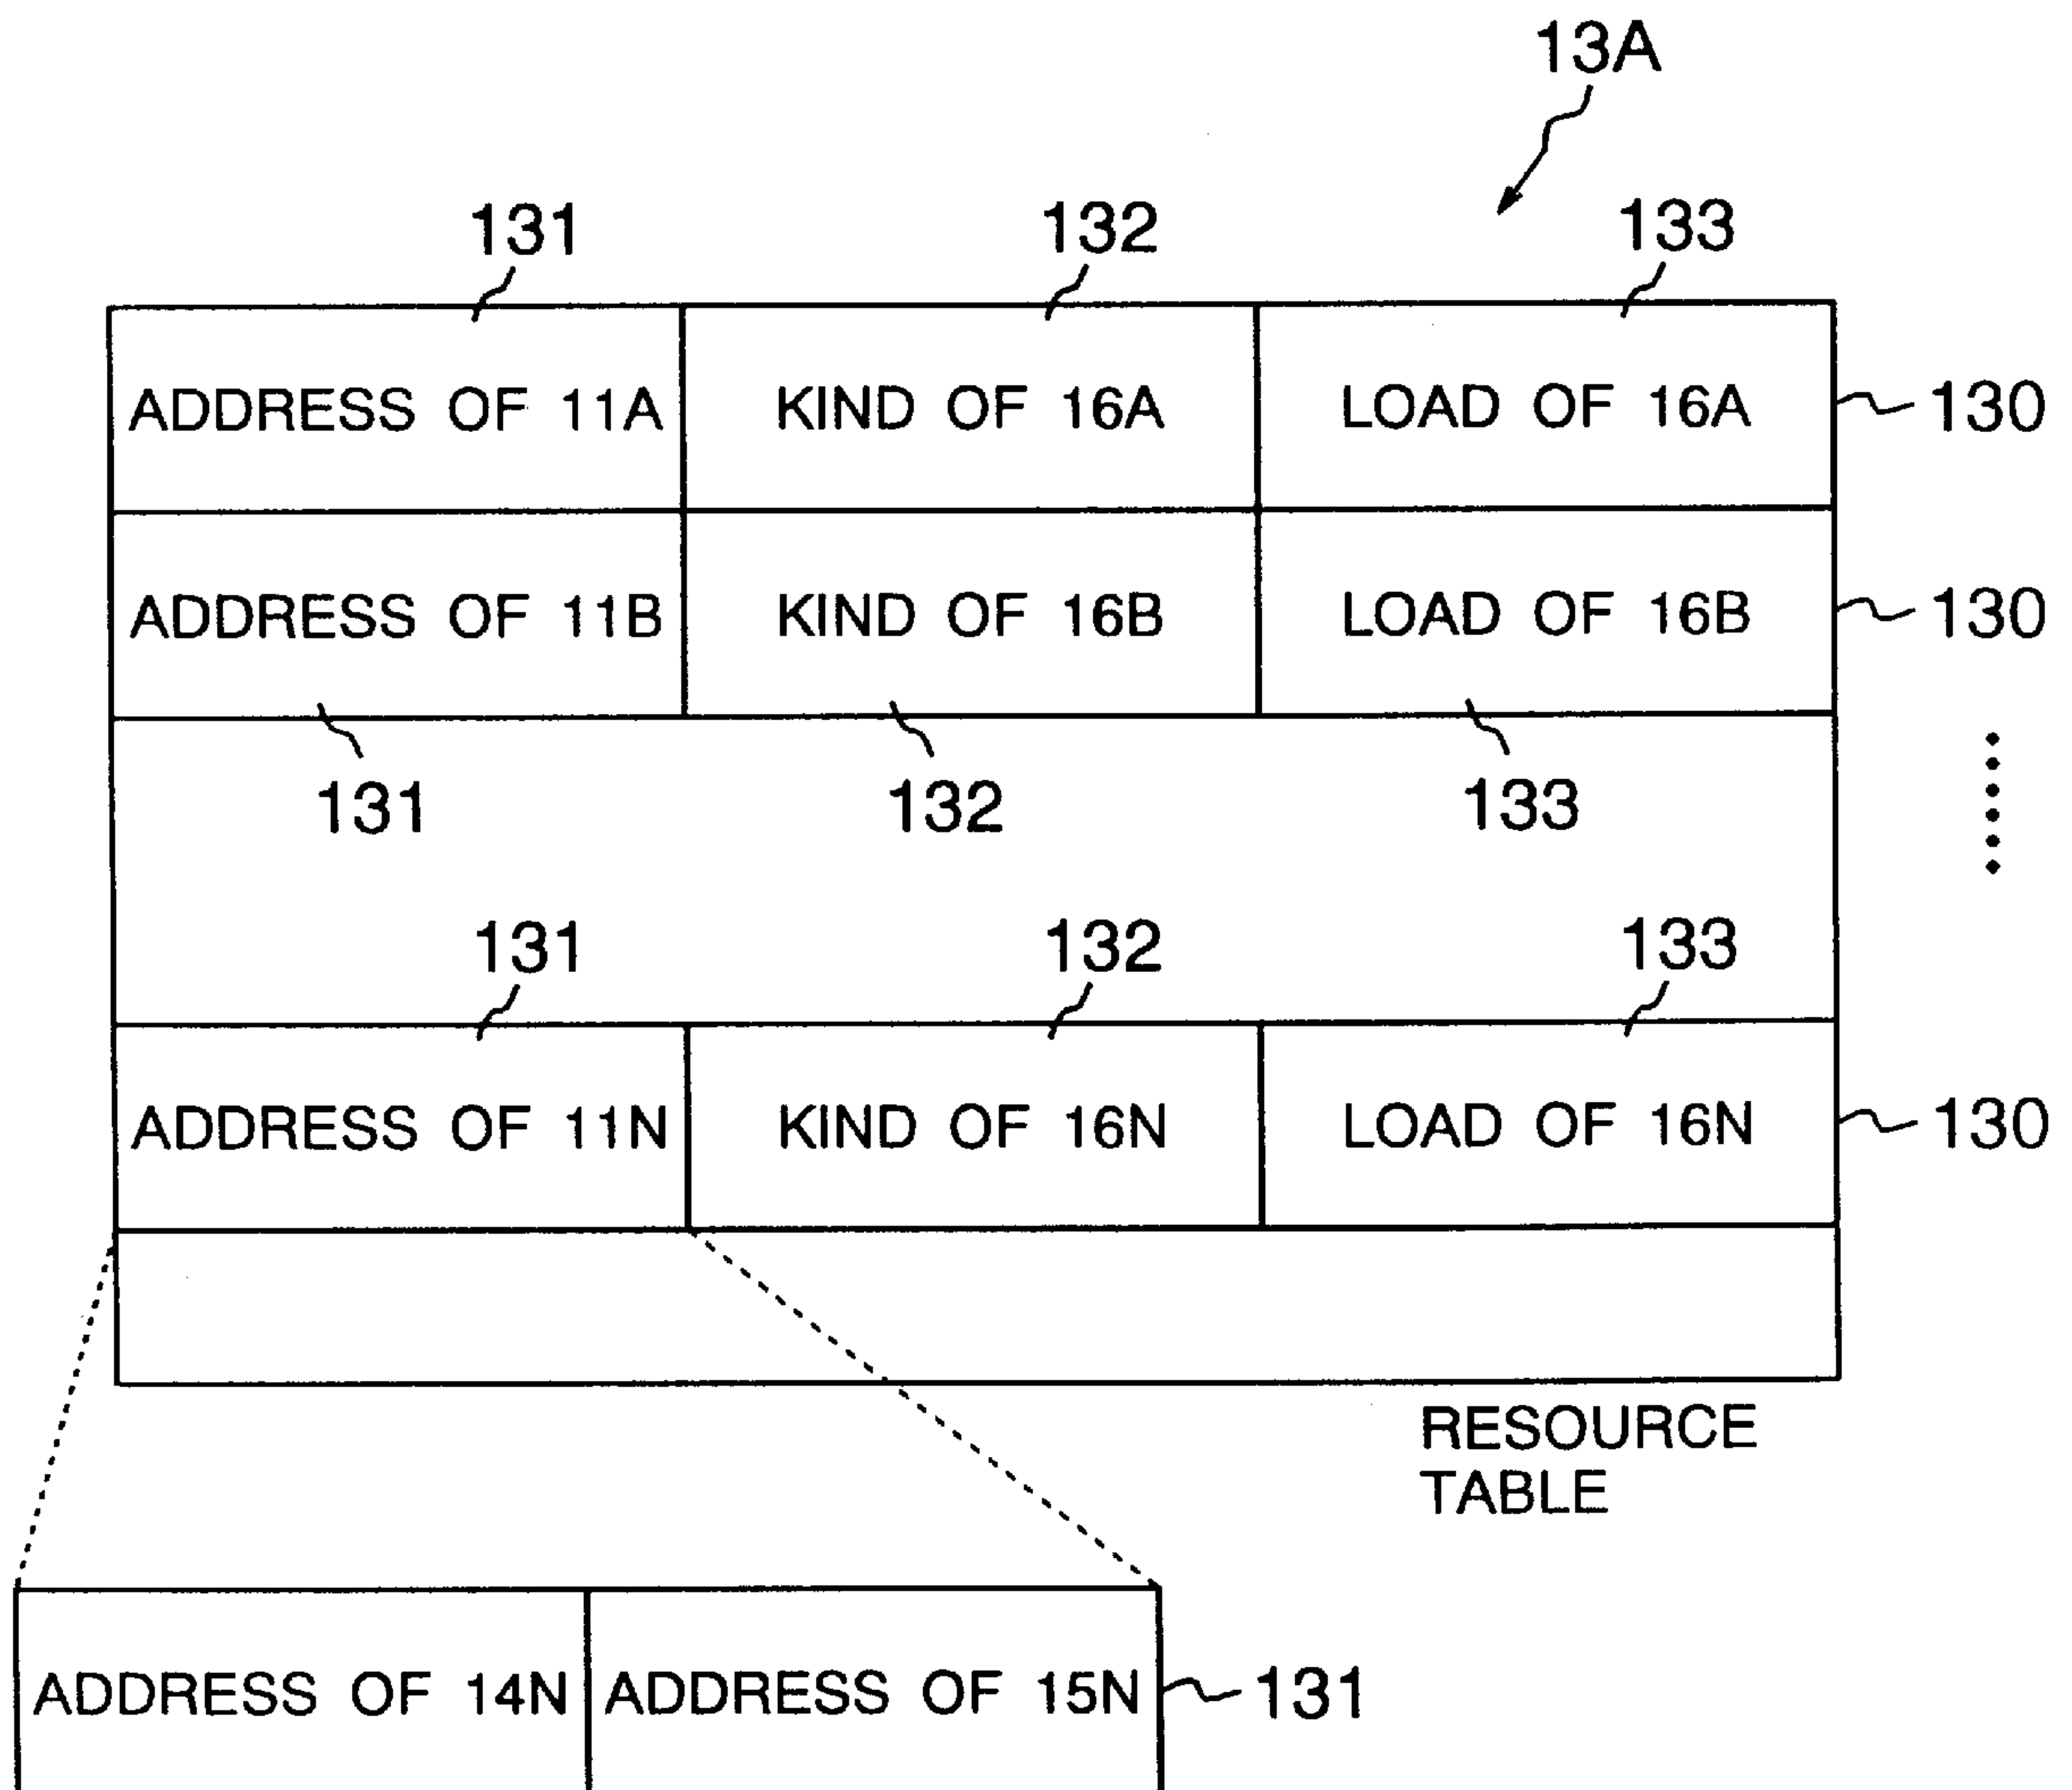 13A
131 132 133
ADDRESS OF 11A KIND OF 16A LOAD OF 16A 130
ADDRESS OF 11B KIND OF 16B LOAD OF 16B 130
131 132 133
131 132 133
ADDRESS OF 11N KIND OF 16N LOAD OF 16N 130
RESOURCE
TABLE
ADDRESS OF 14N ADDRESS OF 15N 131